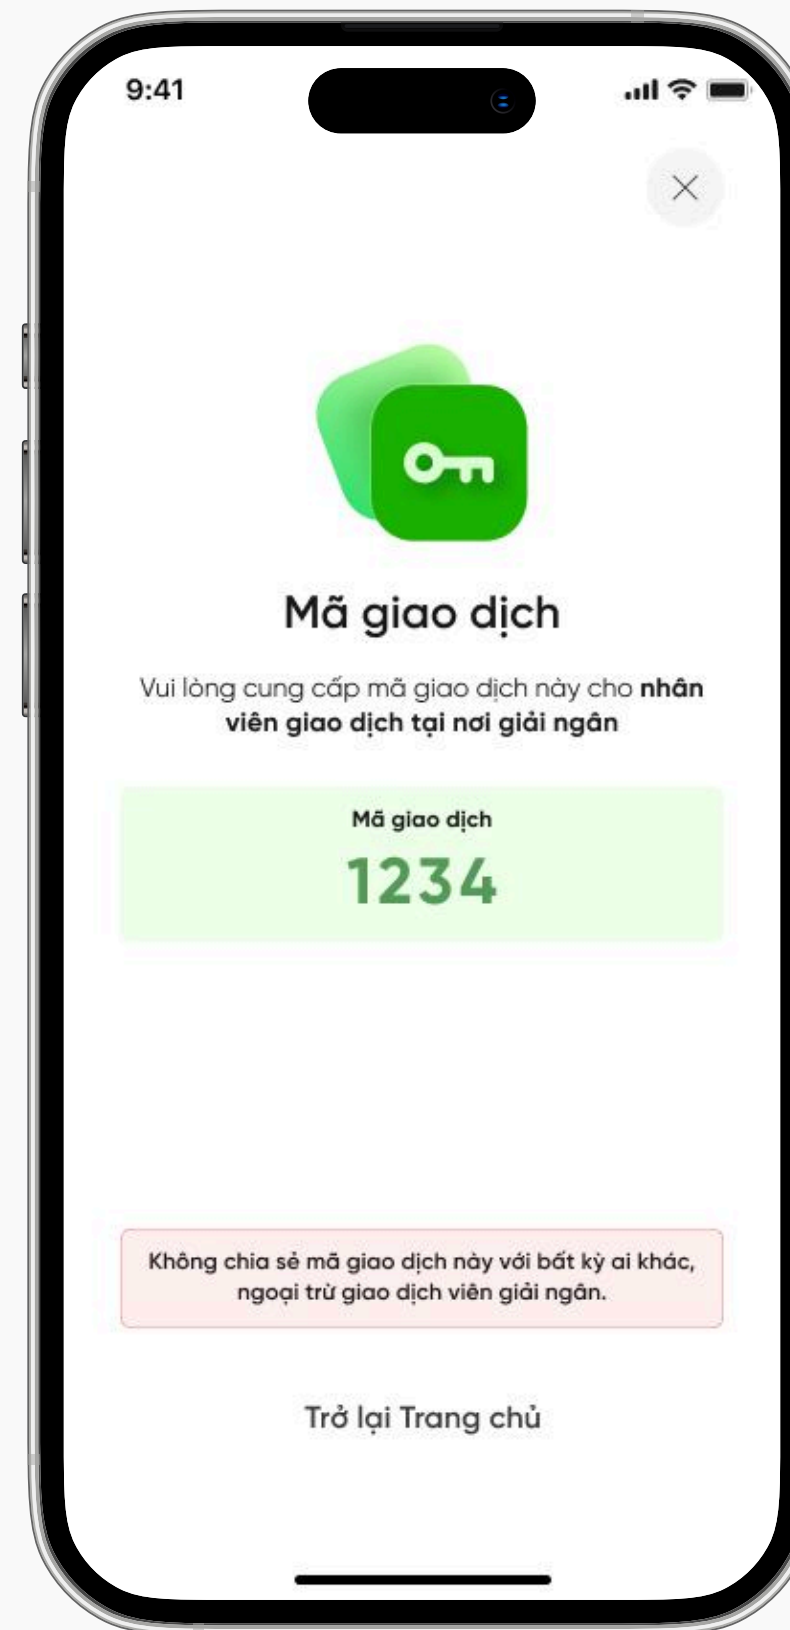 9:41
Mã giao dịch
Vui lòng cung cấp mã giao dịch này cho nhân
viên giao dịch tại nơi giải ngân
Mã giao dịch
1234
Không chia sẻ mã giao dịch này với bất kỳ ai khác,
ngoại trừ giao dịch viên giải ngân.
Trở lại Trang chủ